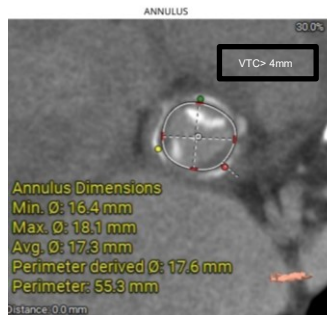 ANNULUS
30.0%
VTC> 4mm
Annulus Dimensions
Min. Ø: 16.4 mm
Max. Ø: 18.1 mm
Avg. Ø: 17.3 mm
Perimeter derived Ø: 17.6 mm
Perimeter: 55.3 mm
Distance: 0.0 mm